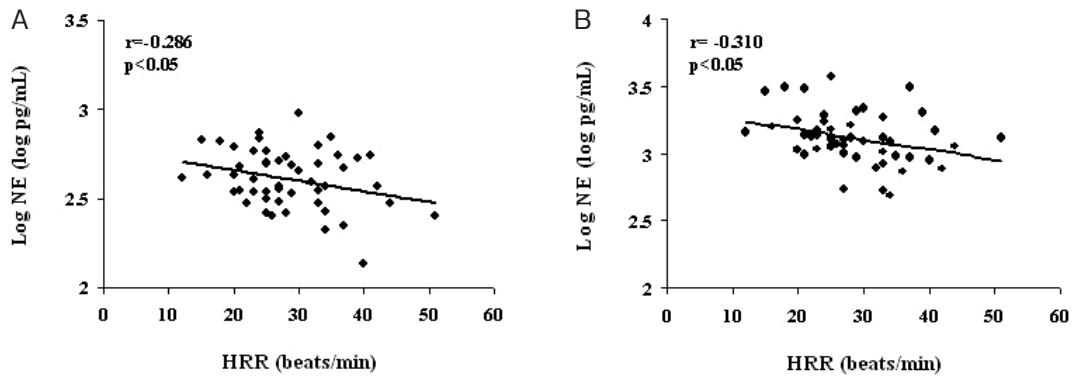 A
3.5
r=-0.286
p<0.05
3
2.5
2
Log NE (log pg/mL)
0 10 20 30 40 50 60
HRR (beats/min)
B
4
r= -0.310
p<0.05
3.5
3
2.5
2
Log NE (log pg/mL)
0 10 20 30 40 50 60
HRR (beats/min)